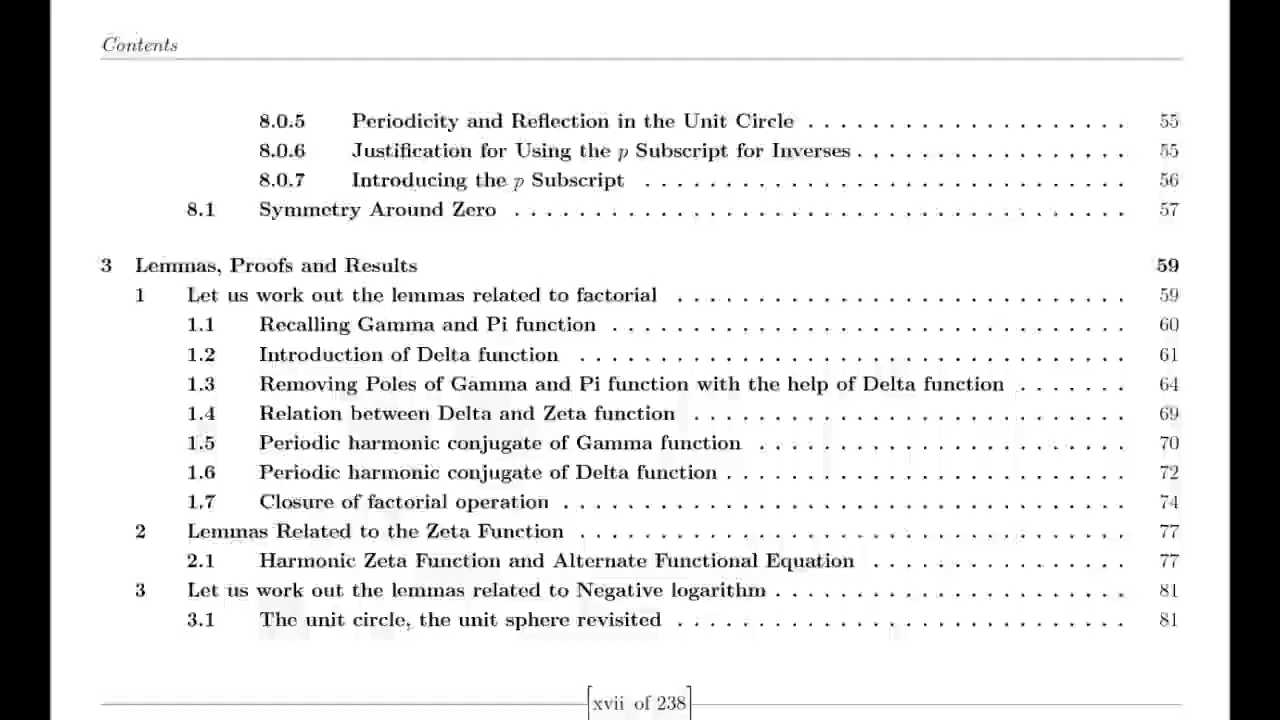 Contents
8.0.5 Periodicity and Reflection in the Unit Circle . . . . . . . . . . . . . . . . . . . . 55
8.0.6 Justification for Using the p Subscript for Inverses . . . . . . . . . . . . . . . . . 55
8.0.7 Introducing the p Subscript . . . . . . . . . . . . . . . . . . . . . . . . . . . . . . 56
8.1 Symmetry Around Zero . . . . . . . . . . . . . . . . . . . . . . . . . . . . . . . . . . . . . . 57
3 Lemmas, Proofs and Results 59
1 Let us work out the lemmas related to factorial . . . . . . . . . . . . . . . . . . . . . . . . . . . . 59
1.1 Recalling Gamma and Pi function . . . . . . . . . . . . . . . . . . . . . . . . . . . . . . . . 60
1.2 Introduction of Delta function . . . . . . . . . . . . . . . . . . . . . . . . . . . . . . . . . . 61
1.3 Removing Poles of Gamma and Pi function with the help of Delta function . . . . . . . 64
1.4 Relation between Delta and Zeta function . . . . . . . . . . . . . . . . . . . . . . . . . . . 69
1.5 Periodic harmonic conjugate of Gamma function . . . . . . . . . . . . . . . . . . . . . . . 70
1.6 Periodic harmonic conjugate of Delta function . . . . . . . . . . . . . . . . . . . . . . . . . 72
1.7 Closure of factorial operation . . . . . . . . . . . . . . . . . . . . . . . . . . . . . . . . . . . 74
2 Lemmas Related to the Zeta Function . . . . . . . . . . . . . . . . . . . . . . . . . . . . . . . . . . 77
2.1 Harmonic Zeta Function and Alternate Functional Equation . . . . . . . . . . . . . . . . 77
3 Let us work out the lemmas related to Negative logarithm . . . . . . . . . . . . . . . . . . . . . . 81
3.1 The unit circle, the unit sphere revisited . . . . . . . . . . . . . . . . . . . . . . . . . . . . 81
[xvii of 238]